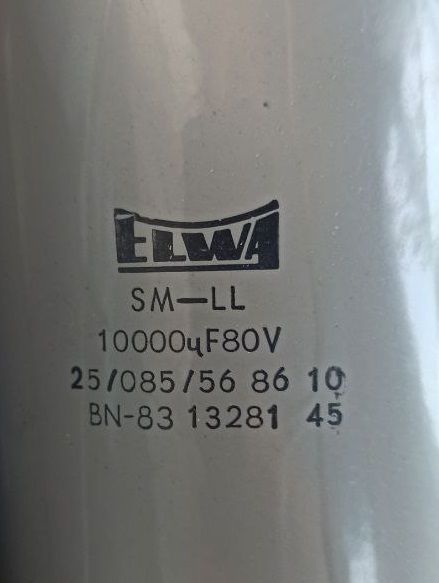 ELWA
SM-LL
10000µF80V
25/085/56 86 10
BN-83 13281 45